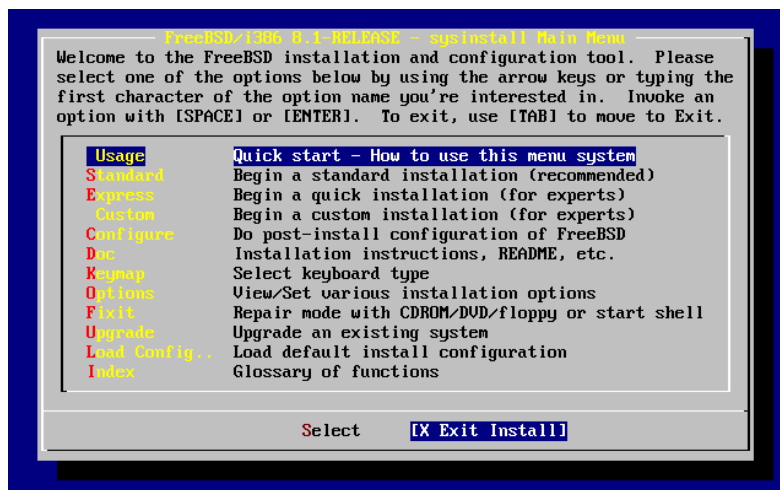 FreeBSD/i386 8.1-RELEASE - sysinstall Main Menu
Welcome to the FreeBSD installation and configuration tool.  Please
select one of the options below by using the arrow keys or typing the
first character of the option name you're interested in.  Invoke an
option with [SPACE] or [ENTER].  To exit, use [TAB] to move to Exit.
Usage Quick start - How to use this menu system
Standard Begin a standard installation (recommended)
Express Begin a quick installation (for experts)
Custom Begin a custom installation (for experts)
Configure Do post-install configuration of FreeBSD
Doc Installation instructions, README, etc.
Keymap Select keyboard type
Options View/Set various installation options
Fixit Repair mode with CDROM/DVD/floppy or start shell
Upgrade Upgrade an existing system
Load Config.. Load default install configuration
Index Glossary of functions
Select [X Exit Install]